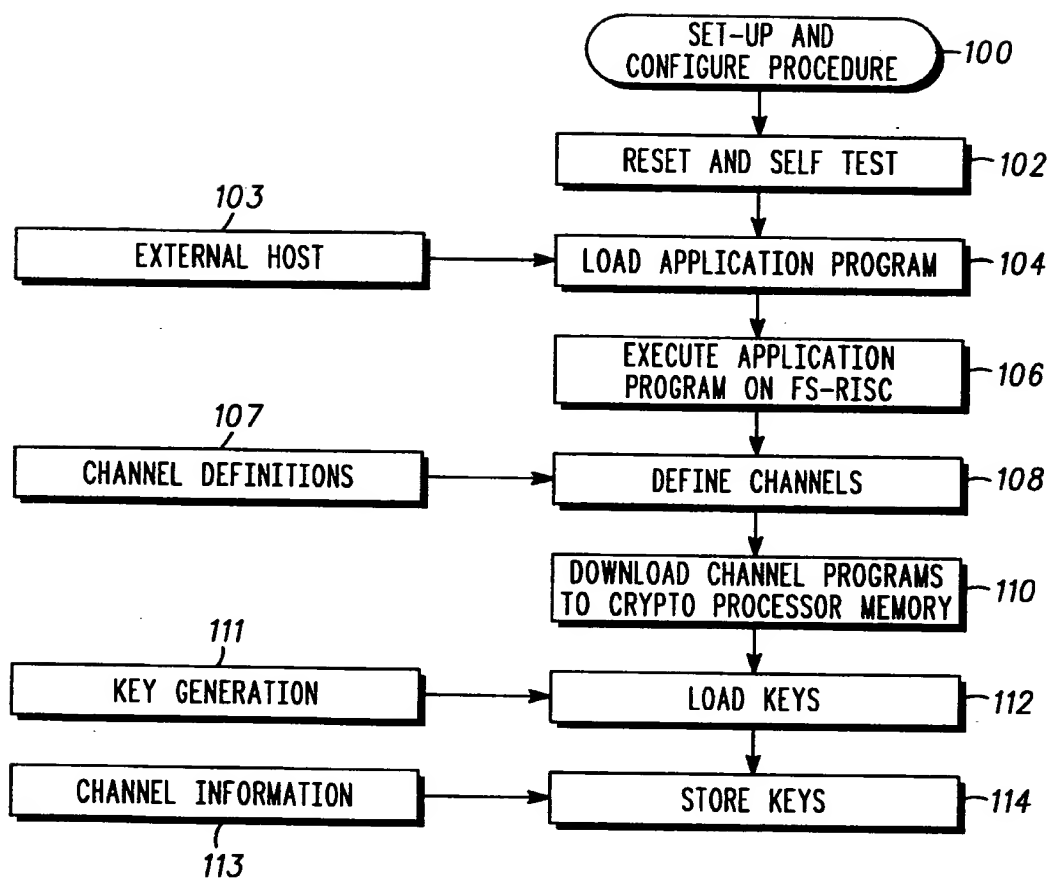 SET-UP AND
CONFIGURE PROCEDURE
100
RESET AND SELF TEST
102
103
EXTERNAL HOST
LOAD APPLICATION PROGRAM
104
EXECUTE APPLICATION
PROGRAM ON FS-RISC
106
107
CHANNEL DEFINITIONS
DEFINE CHANNELS
108
DOWNLOAD CHANNEL PROGRAMS
TO CRYPTO PROCESSOR MEMORY
110
111
KEY GENERATION
LOAD KEYS
112
CHANNEL INFORMATION
113
STORE KEYS
114